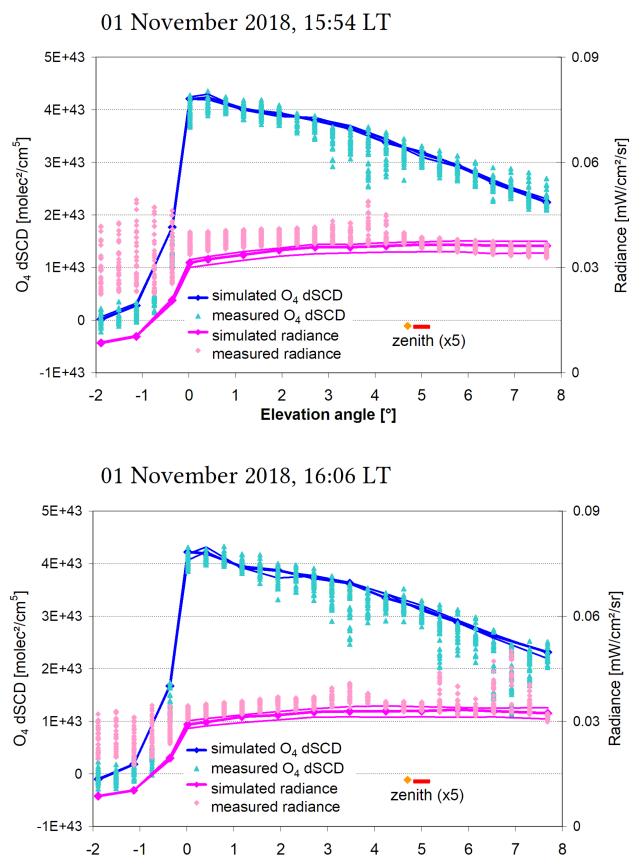 01 November 2018, 15:54 LT
5E+43
4E+43
3E+43
2E+43
1E+43
0
-1E+43
O₄ dSCD [molec²/cm⁵]
0.09
0.06
0.03
0
Radiance [mW/cm²/sr]
simulated O₄ dSCD
measured O₄ dSCD
simulated radiance
measured radiance
zenith (x5)
-2 -1 0 1 2 3 4 5 6 7 8
Elevation angle [°]
01 November 2018, 16:06 LT
5E+43
4E+43
3E+43
2E+43
1E+43
0
-1E+43
O₄ dSCD [molec²/cm⁵]
0.09
0.06
0.03
0
Radiance [mW/cm²/sr]
simulated O₄ dSCD
measured O₄ dSCD
simulated radiance
measured radiance
zenith (x5)
-2 -1 0 1 2 3 4 5 6 7 8